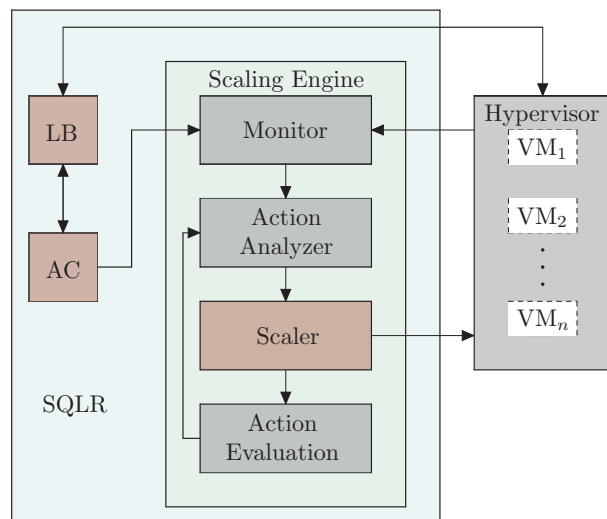 Scaling Engine
LB
Monitor
Hypervisor
VM₁
Action
Analyzer
VM₂
AC
Scaler
VMₙ
SQLR
Action
Evaluation